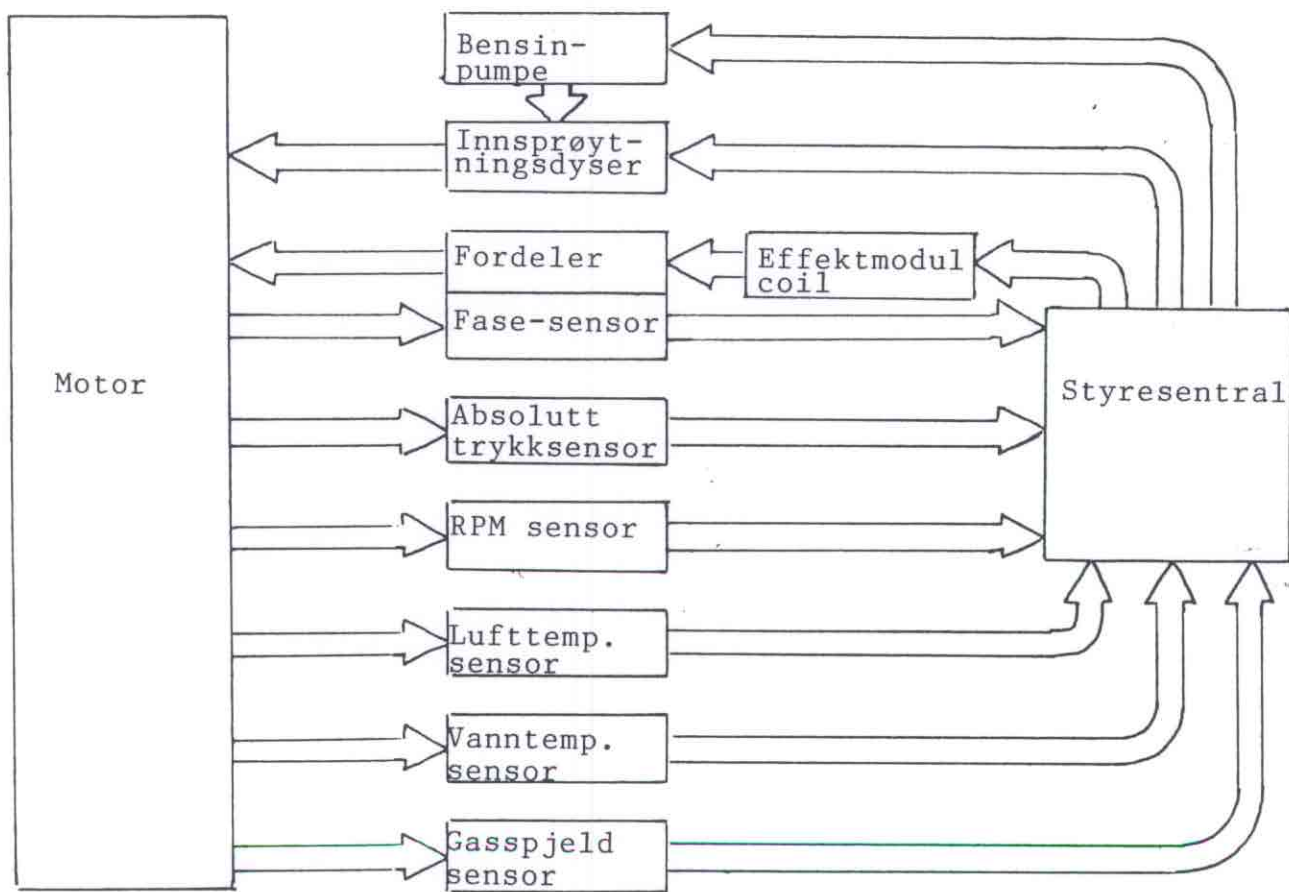 Bensin-
pumpe
Innsprøyt-
ningsdyser
Fordeler
Effektmodul
coil
Fase-sensor
Motor
Styresentral
Absolutt
trykksensor
RPM sensor
Lufttemp.
sensor
Vanntemp.
sensor
Gasspjeld
sensor